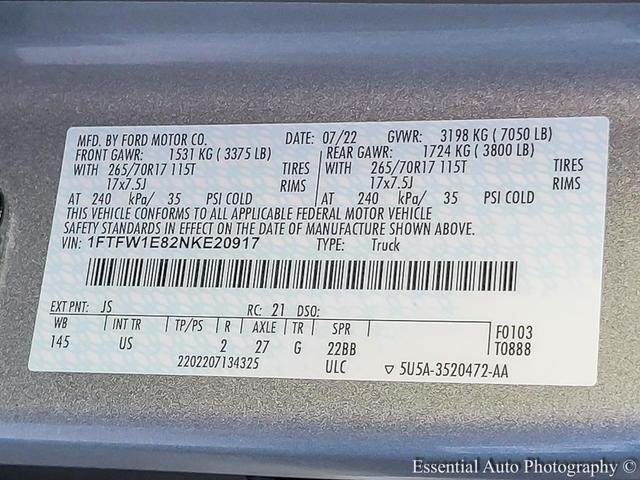 MFD. BY FORD MOTOR CO. DATE: 07/22 GVWR: 3198 KG ( 7050 LB)
FRONT GAWR: 1531 KG ( 3375 LB) REAR GAWR: 1724 KG ( 3800 LB)
WITH 265/70R17 115T TIRES WITH 265/70R17 115T TIRES
17x7.5J RIMS 17x7.5J RIMS
AT 240 kPa/ 35 PSI COLD AT 240 kPa/ 35 PSI COLD
THIS VEHICLE CONFORMS TO ALL APPLICABLE FEDERAL MOTOR VEHICLE
SAFETY STANDARDS IN EFFECT ON THE DATE OF MANUFACTURE SHOWN ABOVE.
VIN: 1FTFW1E82NKE20917 TYPE: Truck
EXT PNT: JS RC: 21 DSO:
WB INT TR TP/PS R AXLE TR SPR F0103
145 US 2 27 G 22BB T0888
2202207134325 ULC ▽ 5U5A-3520472-AA
Essential Auto Photography ©